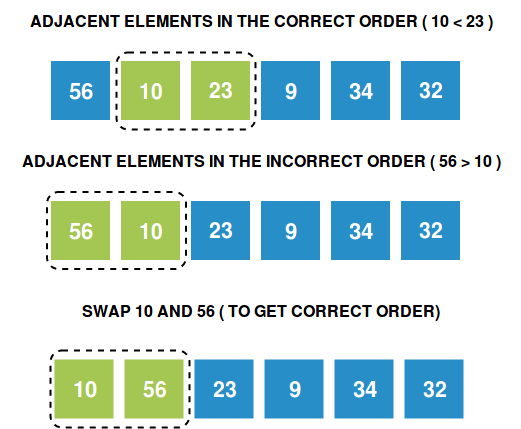 ADJACENT ELEMENTS IN THE CORRECT ORDER ( 10 < 23 )
56 10 23 9 34 32
ADJACENT ELEMENTS IN THE INCORRECT ORDER ( 56 > 10 )
56 10 23 9 34 32
SWAP 10 AND 56 ( TO GET CORRECT ORDER)
10 56 23 9 34 32